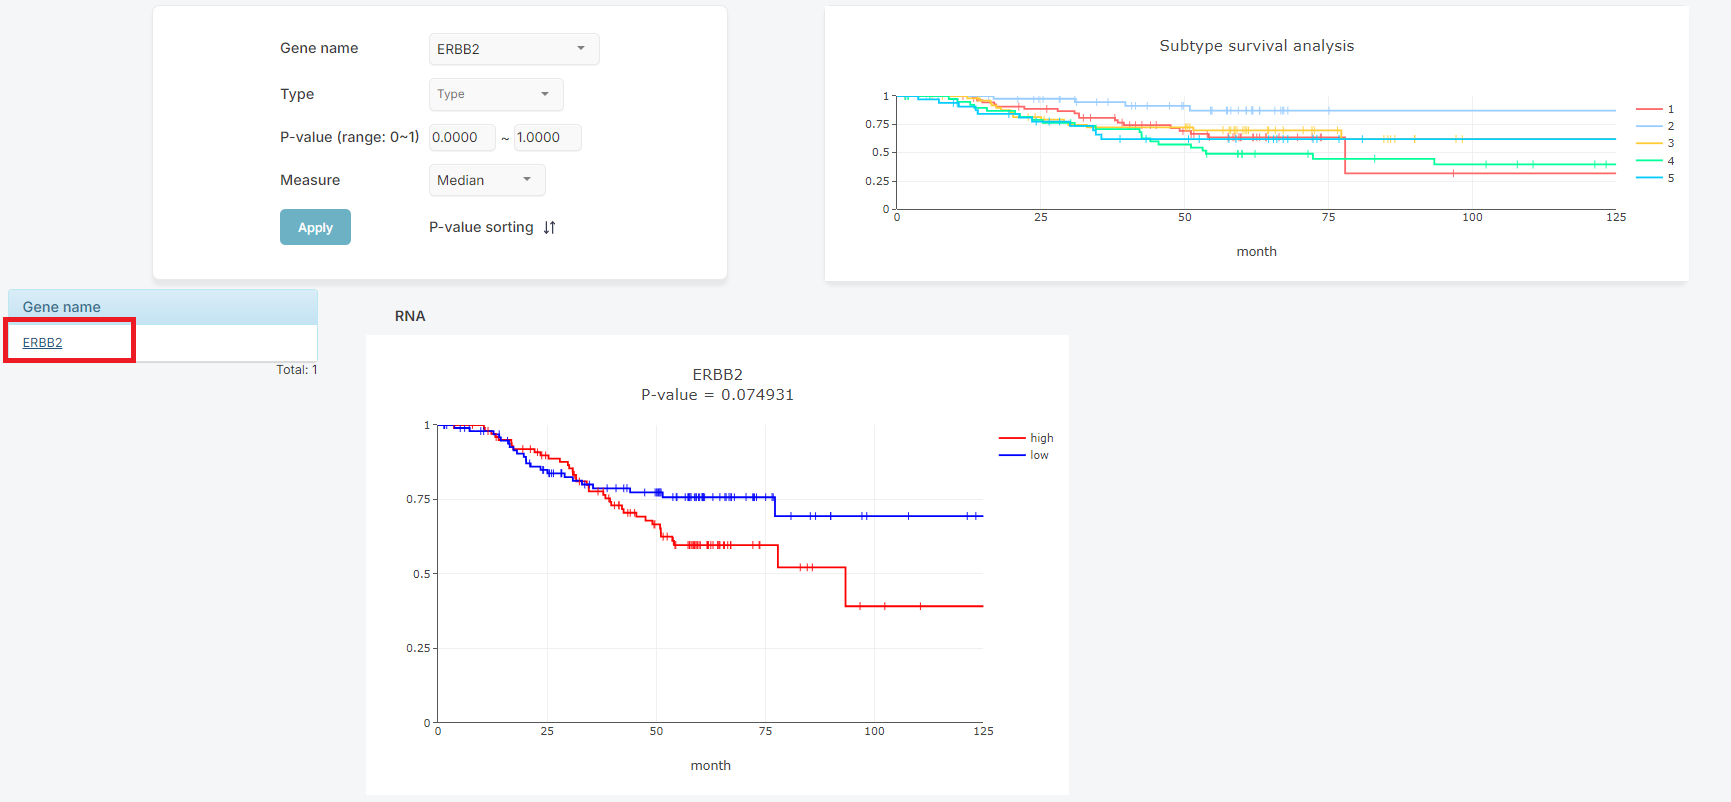 Gene name
ERBB2
Type
Type
P-value (range: 0~1)
0.0000
~
1.0000
Measure
Median
Apply
P-value sorting
Subtype survival analysis
1
0.75
0.5
0.25
0
0
25
50
75
100
125
month
1
2
3
4
5
Gene name
ERBB2
Total: 1
RNA
ERBB2
P-value = 0.074931
1
0.75
0.5
0.25
0
0
25
50
75
100
125
month
high
low